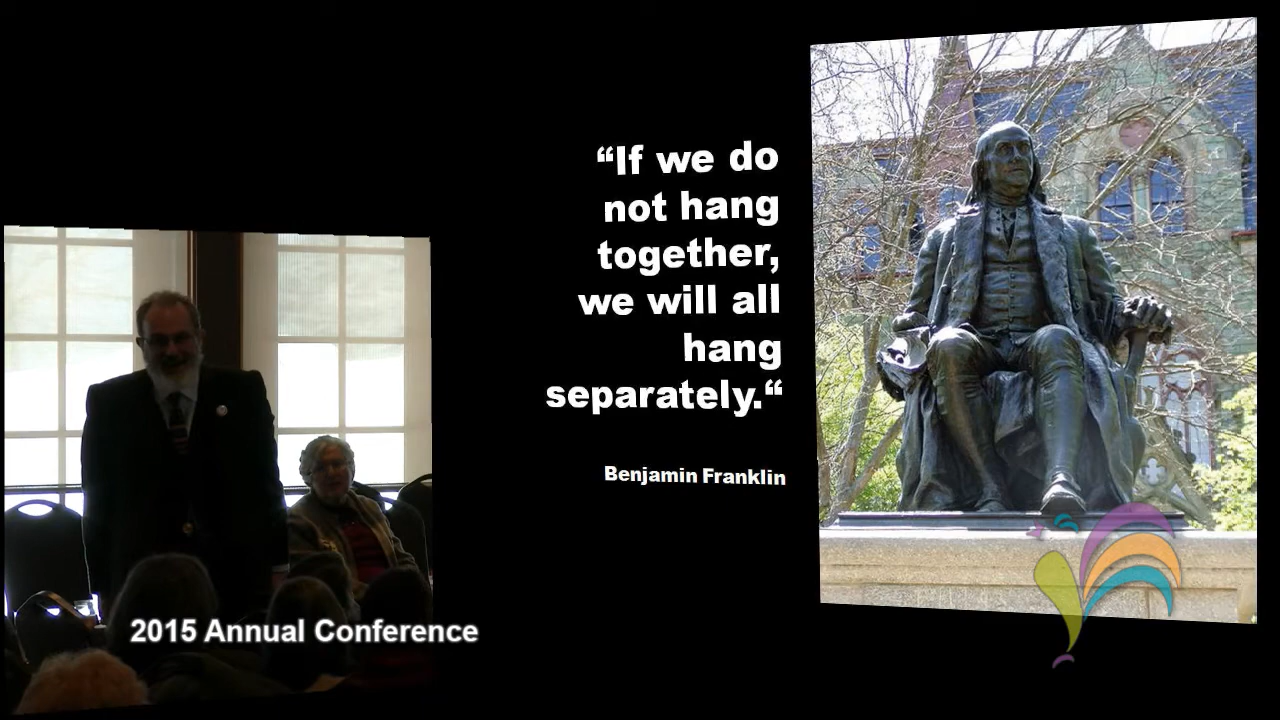 “If we do
not hang
together,
we will all
hang
separately.“
Benjamin Franklin
2015 Annual Conference